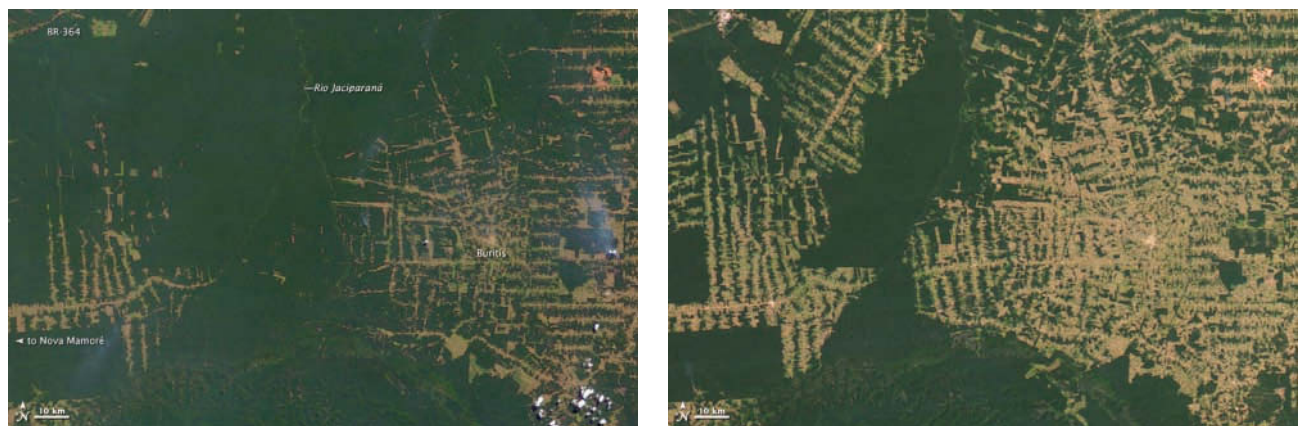 BR-364
Rio Jaciparaná
Buritis
◄ to Nova Mamoré
N
10 km
N
10 km